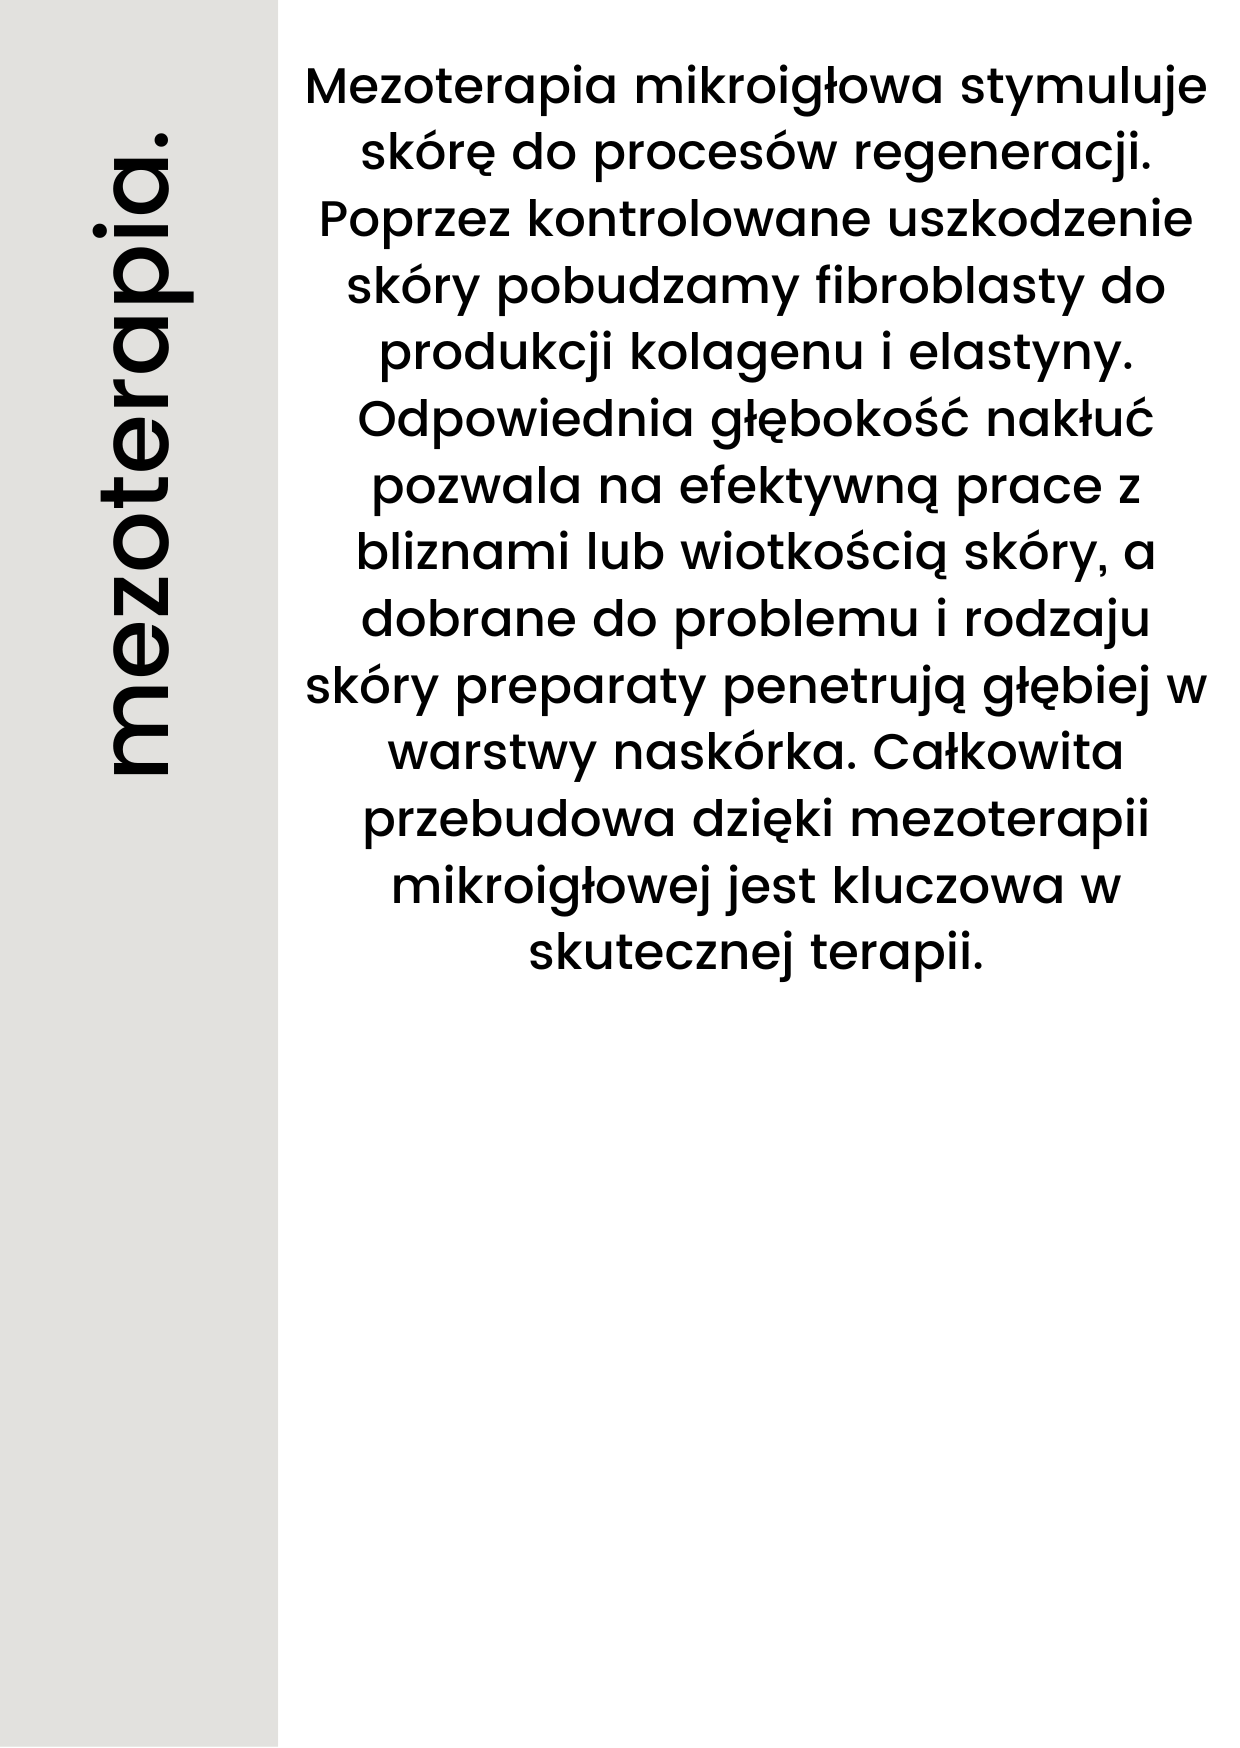 mezoterapia.
Mezoterapia mikroigłowa stymuluje
skórę do procesów regeneracji.
Poprzez kontrolowane uszkodzenie
skóry pobudzamy fibroblasty do
produkcji kolagenu i elastyny.
Odpowiednia głębokość nakłuć
pozwala na efektywną prace z
bliznami lub wiotkością skóry, a
dobrane do problemu i rodzaju
skóry preparaty penetrują głębiej w
warstwy naskórka. Całkowita
przebudowa dzięki mezoterapii
mikroigłowej jest kluczowa w
skutecznej terapii.